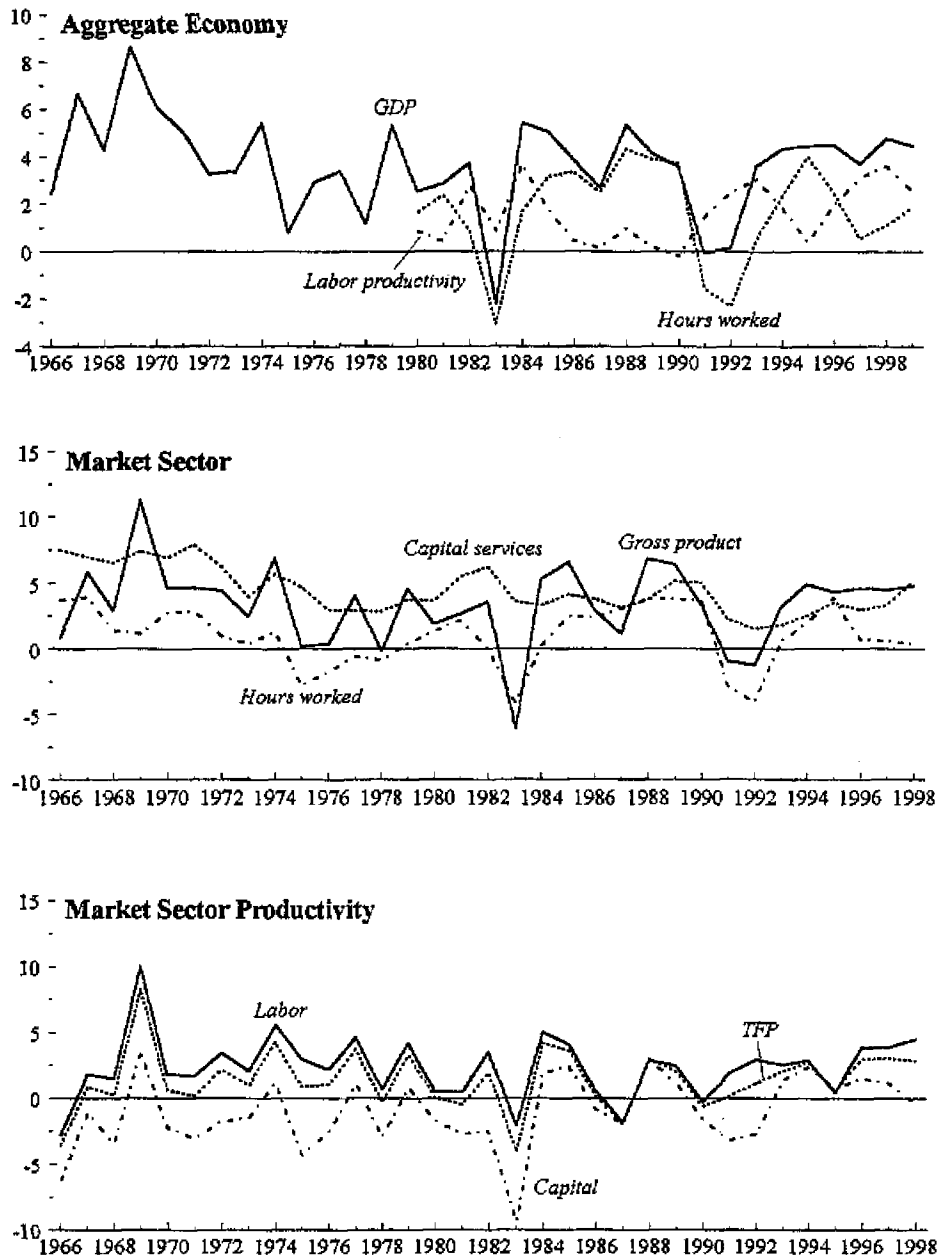 Aggregate Economy
10
8
6
4
2
0
-2
-4
GDP
Labor productivity
Hours worked
1966 1968 1970 1972 1974 1976 1978 1980 1982 1984 1986 1988 1990 1992 1994 1996 1998
Market Sector
15
10
5
0
-5
-10
Capital services
Gross product
Hours worked
1966 1968 1970 1972 1974 1976 1978 1980 1982 1984 1986 1988 1990 1992 1994 1996 1998
Market Sector Productivity
15
10
5
0
-5
-10
Labor
TFP
Capital
1966 1968 1970 1972 1974 1976 1978 1980 1982 1984 1986 1988 1990 1992 1994 1996 1998